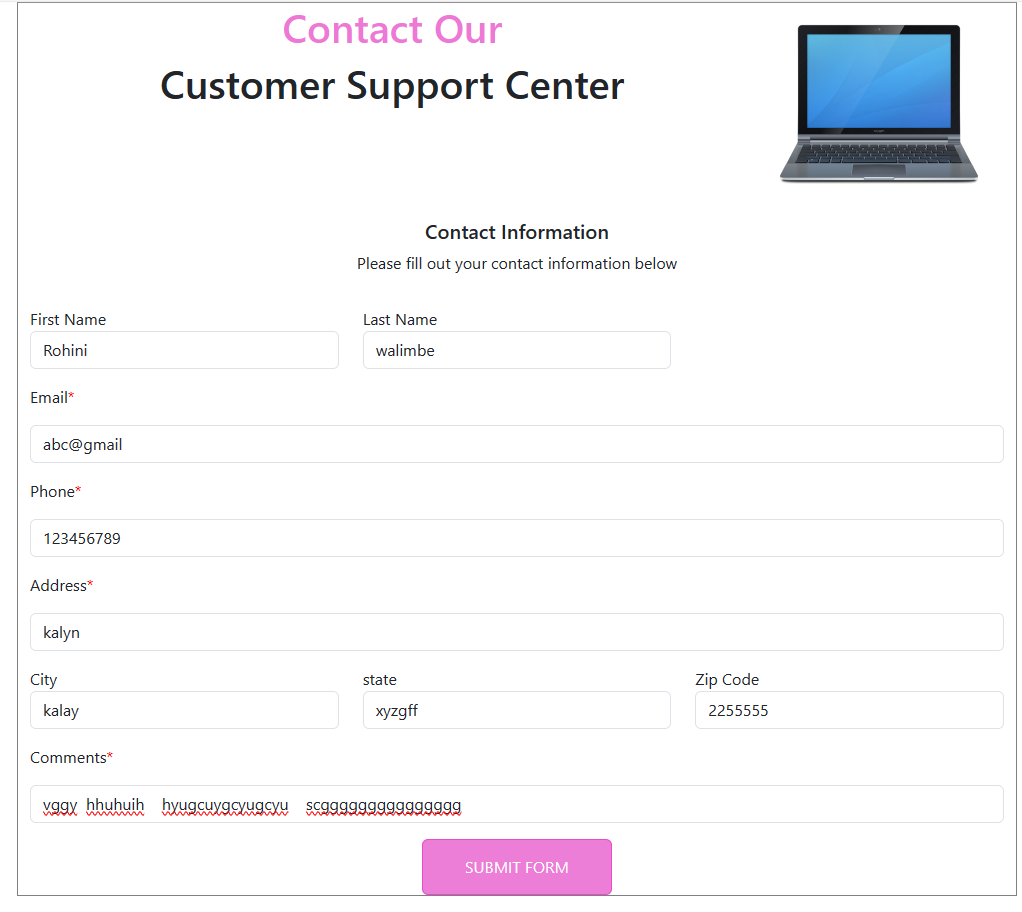 Contact Our
Customer Support Center
Contact Information
Please fill out your contact information below
First Name Last Name
Rohini walimbe
Email*
abc@gmail
Phone*
123456789
Address*
kalyn
City state Zip Code
kalay xyzgff 2255555
Comments*
vggy hhuhuih hyugcuygcyugcyu scggggggggggggggg
SUBMIT FORM